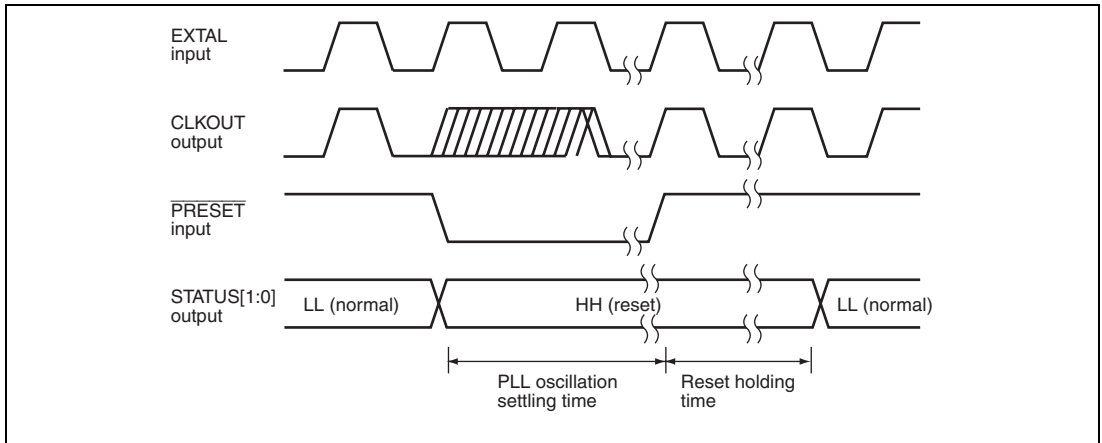 EXTAL
input
CLKOUT
output
PRESET
input
STATUS[1:0]
output
LL (normal)
HH (reset)
LL (normal)
PLL oscillation
settling time
Reset holding
time